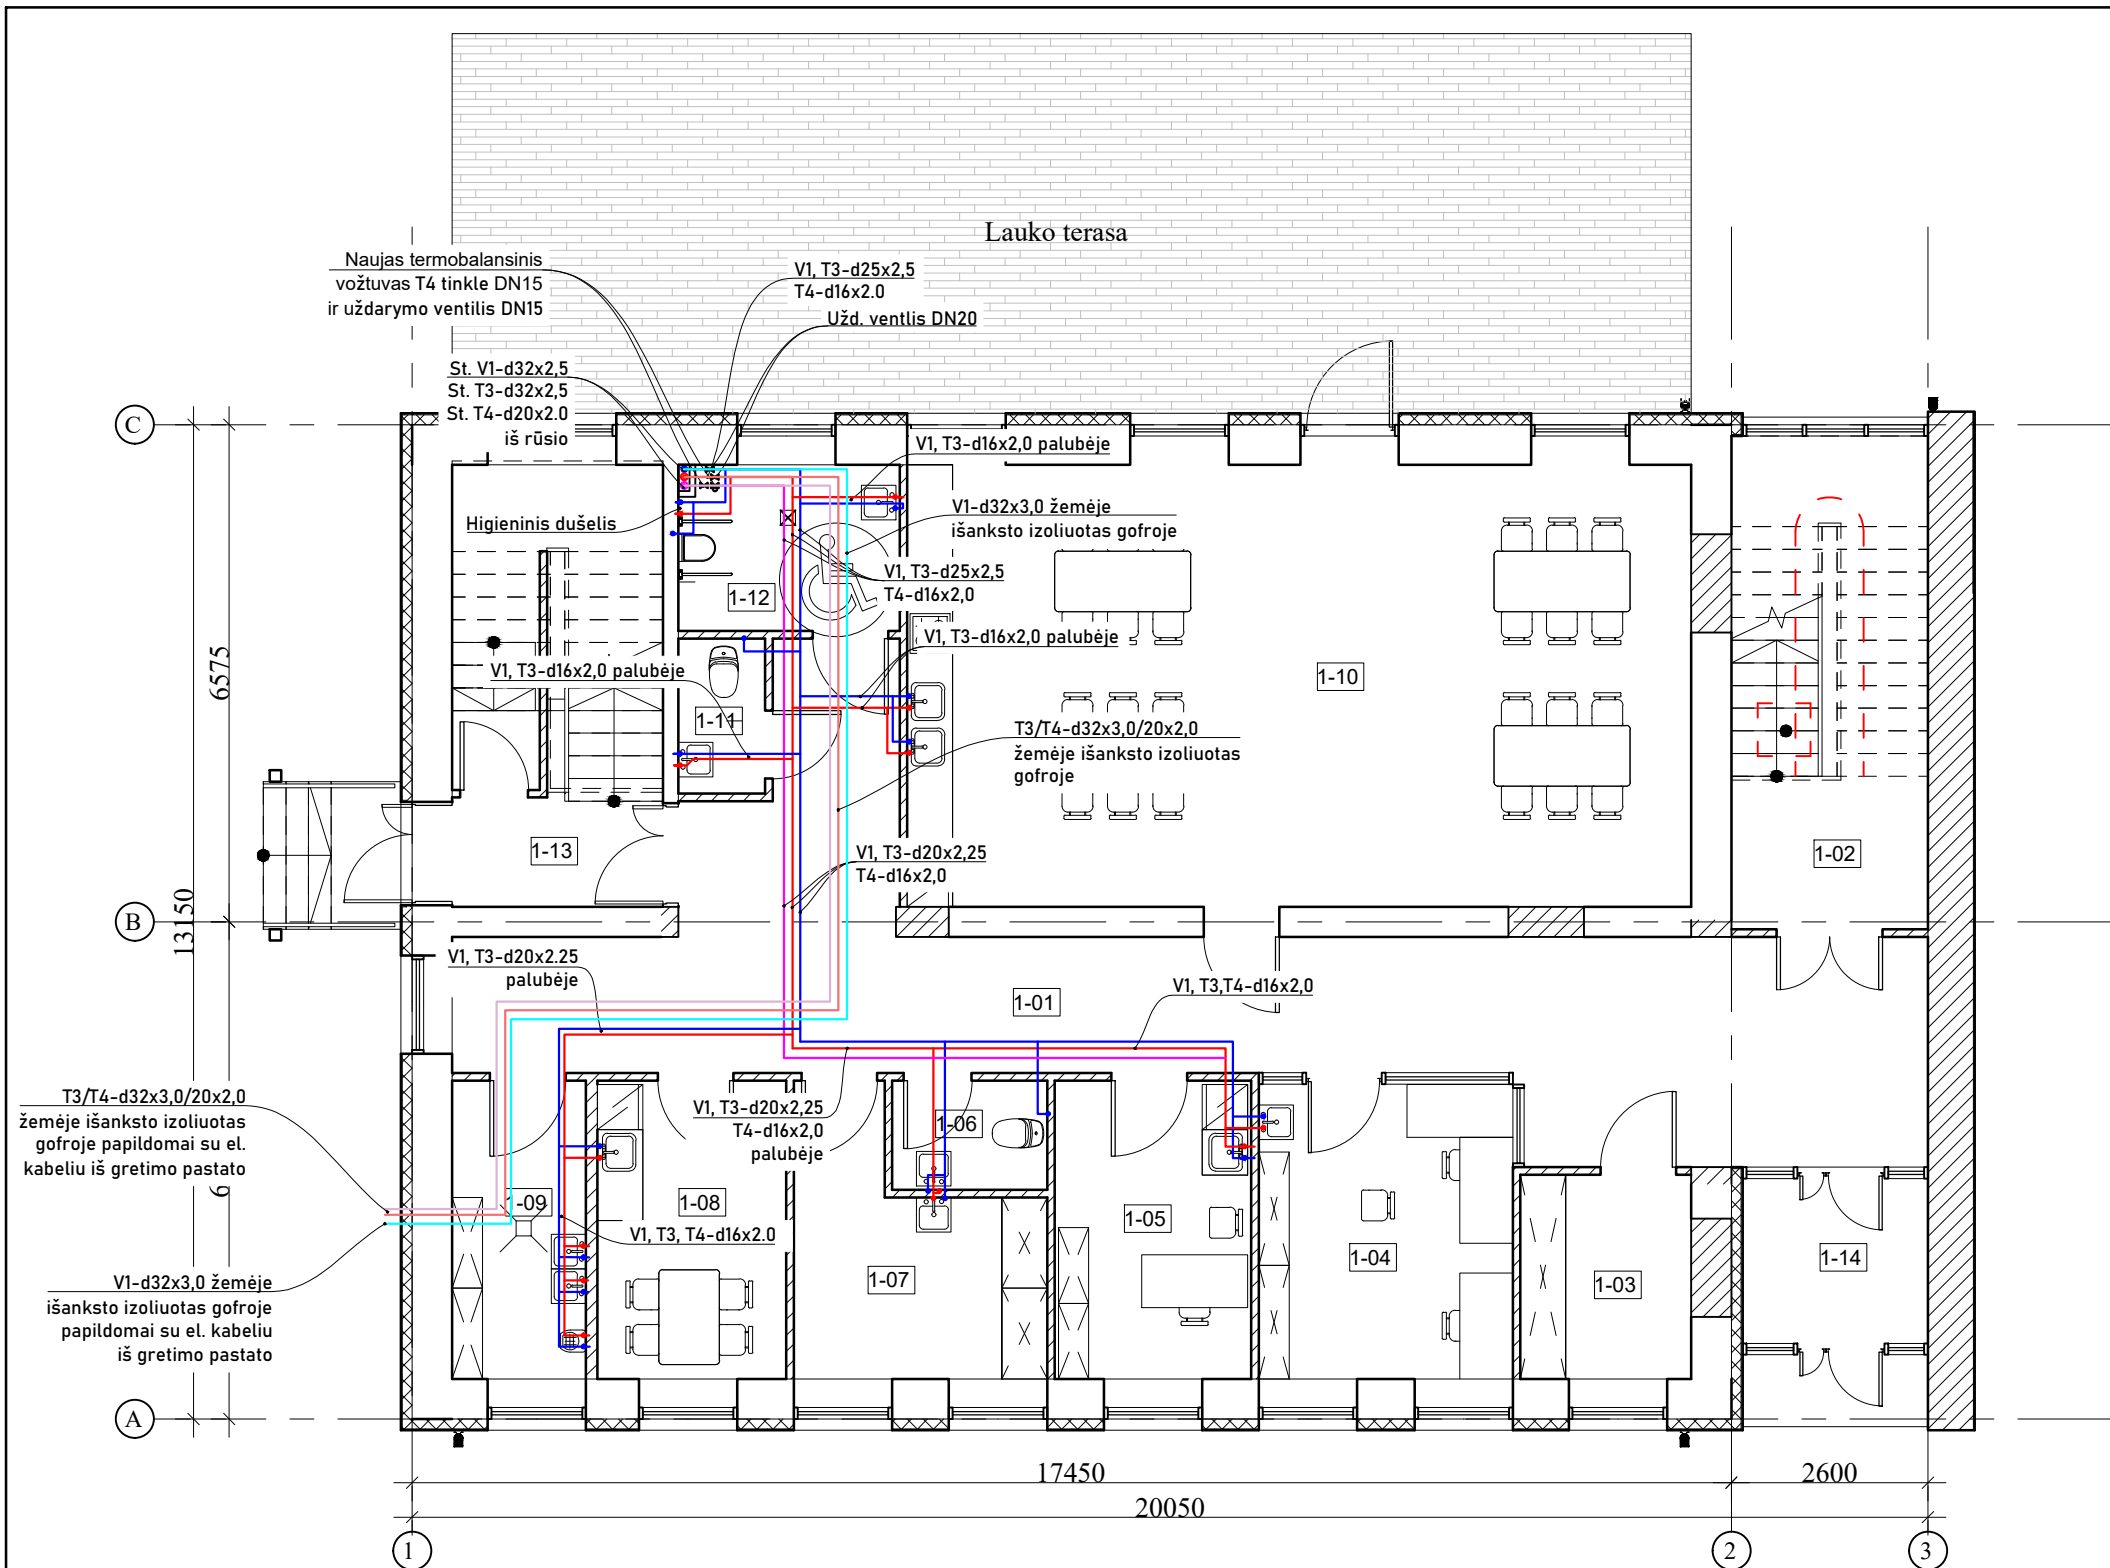 Lauko terasa
Naujas termobalansinis
vožtuvas T4 tinkle DN15
ir uždarymo ventilis DN15
V1, T3-d25x2,5
T4-d16x2.0
Užd. ventlis DN20
St. V1-d32x2,5
St. T3-d32x2,5
St. T4-d20x2.0
iš rūsio
C
V1, T3-d16x2,0 palubėje
V1-d32x3,0 žemėje
išanksto izoliuotas gofroje
Higieninis dušelis
V1, T3-d25x2,5
T4-d16x2,0
1-12
V1, T3-d16x2,0 palubėje
V1, T3-d16x2,0 palubėje
6575
1-10
1-11
T3/T4-d32x3,0/20x2,0
žemėje išanksto izoliuotas
gofroje
1-13
V1, T3-d20x2,25
T4-d16x2,0
1-02
B
13150
V1, T3-d20x2.25
palubėje
1-01
V1, T3,T4-d16x2,0
T3/T4-d32x3,0/20x2,0
žemėje išanksto izoliuotas
gofroje papildomai su el.
kabeliu iš gretimo pastato
6
V1, T3-d20x2,25
T4-d16x2,0
palubėje
1-06
-09
1-08
1-05
V1, T3, T4-d16x2.0
1-04
1-14
1-07
1-03
V1-d32x3,0 žemėje
išanksto izoliuotas gofroje
papildomai su el. kabeliu
iš gretimo pastato
A
17450
2600
20050
1
2
3